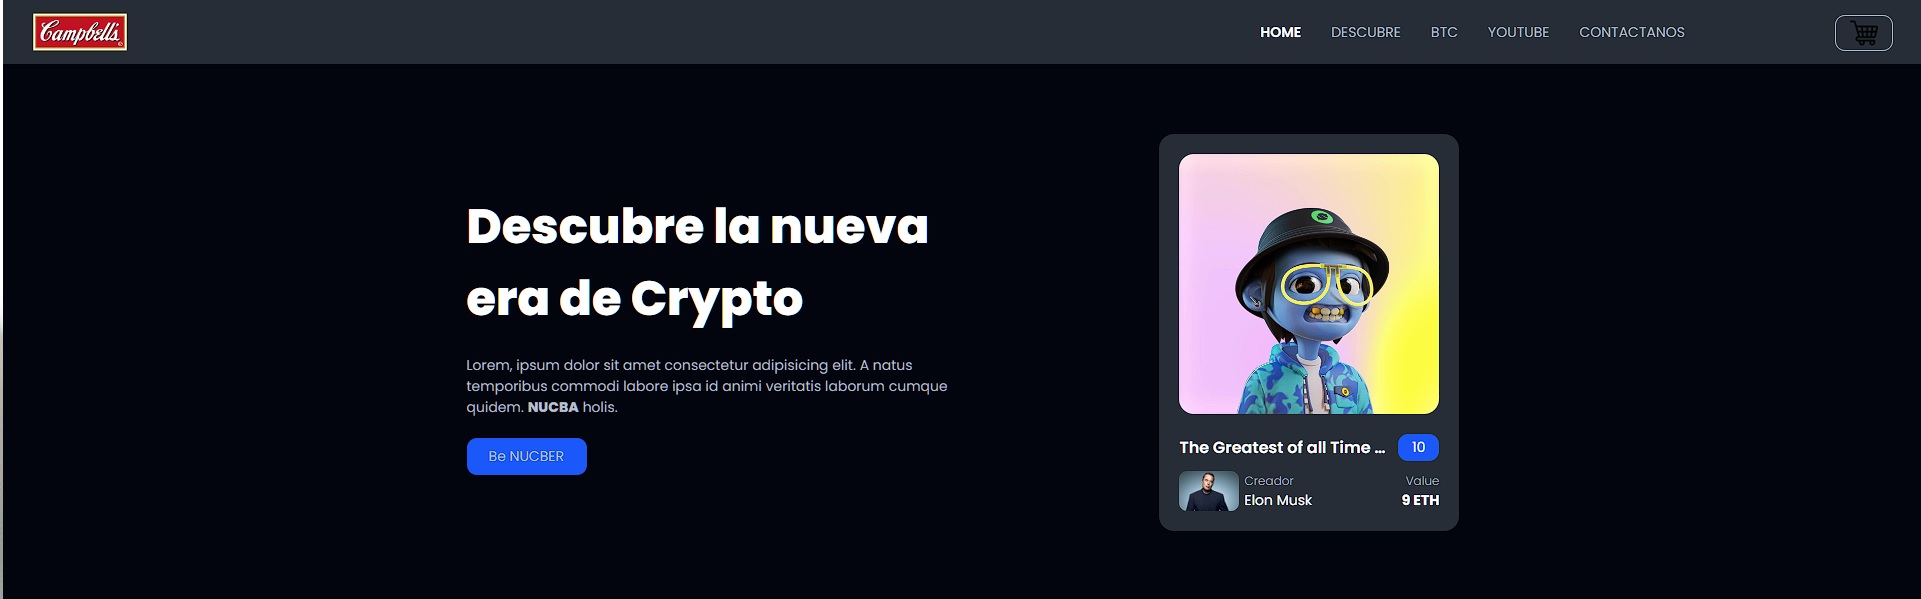 Campbell's
HOME DESCUBRE BTC YOUTUBE CONTACTANOS
Descubre la nueva
era de Crypto
Lorem, ipsum dolor sit amet consectetur adipisicing elit. A natus
temporibus commodi labore ipsa id animi veritatis laborum cumque
quidem. NUCBA holis.
Be NUCBER
The Greatest of all Time ...
10
Creador
Elon Musk
Value
9 ETH